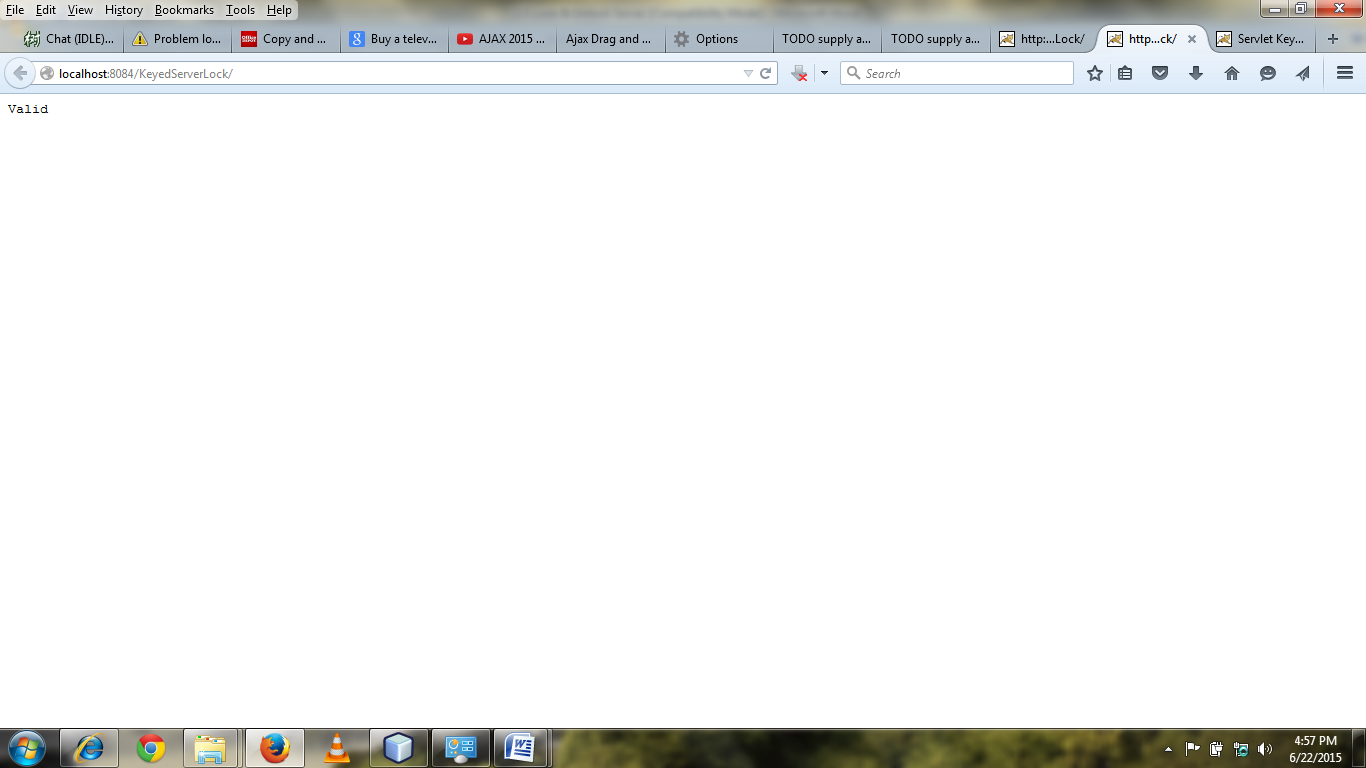 File Edit View History Bookmarks Tools Help
Chat (IDLE)... Problem lo... Copy and ... Buy a telev... AJAX 2015 ... Ajax Drag and ... Options TODO supply a... TODO supply a... http:...Lock/ http...ck/ Servlet Key...
localhost:8084/KeyedServerLock/ Search
Valid
4:57 PM
6/22/2015